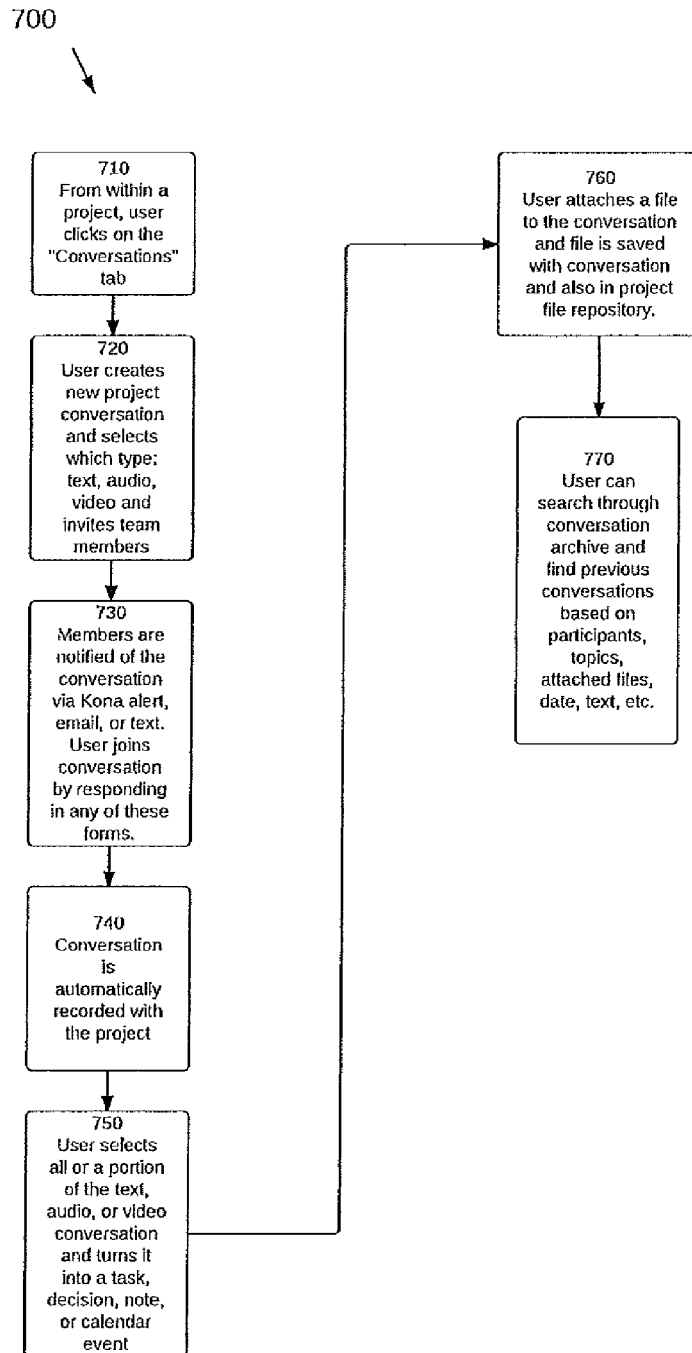 700
710
From within a
project, user
clicks on the
"Conversations"
tab
720
User creates
new project
conversation
and selects
which type:
text, audio,
video and
invites team
members
730
Members are
notified of the
conversation
via Kona alert,
email, or text.
User joins
conversation
by responding
in any of these
forms.
740
Conversation
is
automatically
recorded with
the project
750
User selects
all or a portion
of the text,
audio, or video
conversation
and turns it
into a task,
decision, note,
or calendar
event
760
User attaches a file
to the conversation
and file is saved
with conversation
and also in project
file repository.
770
User can
search through
conversation
archive and
find previous
conversations
based on
participants,
topics,
attached files,
date, text, etc.